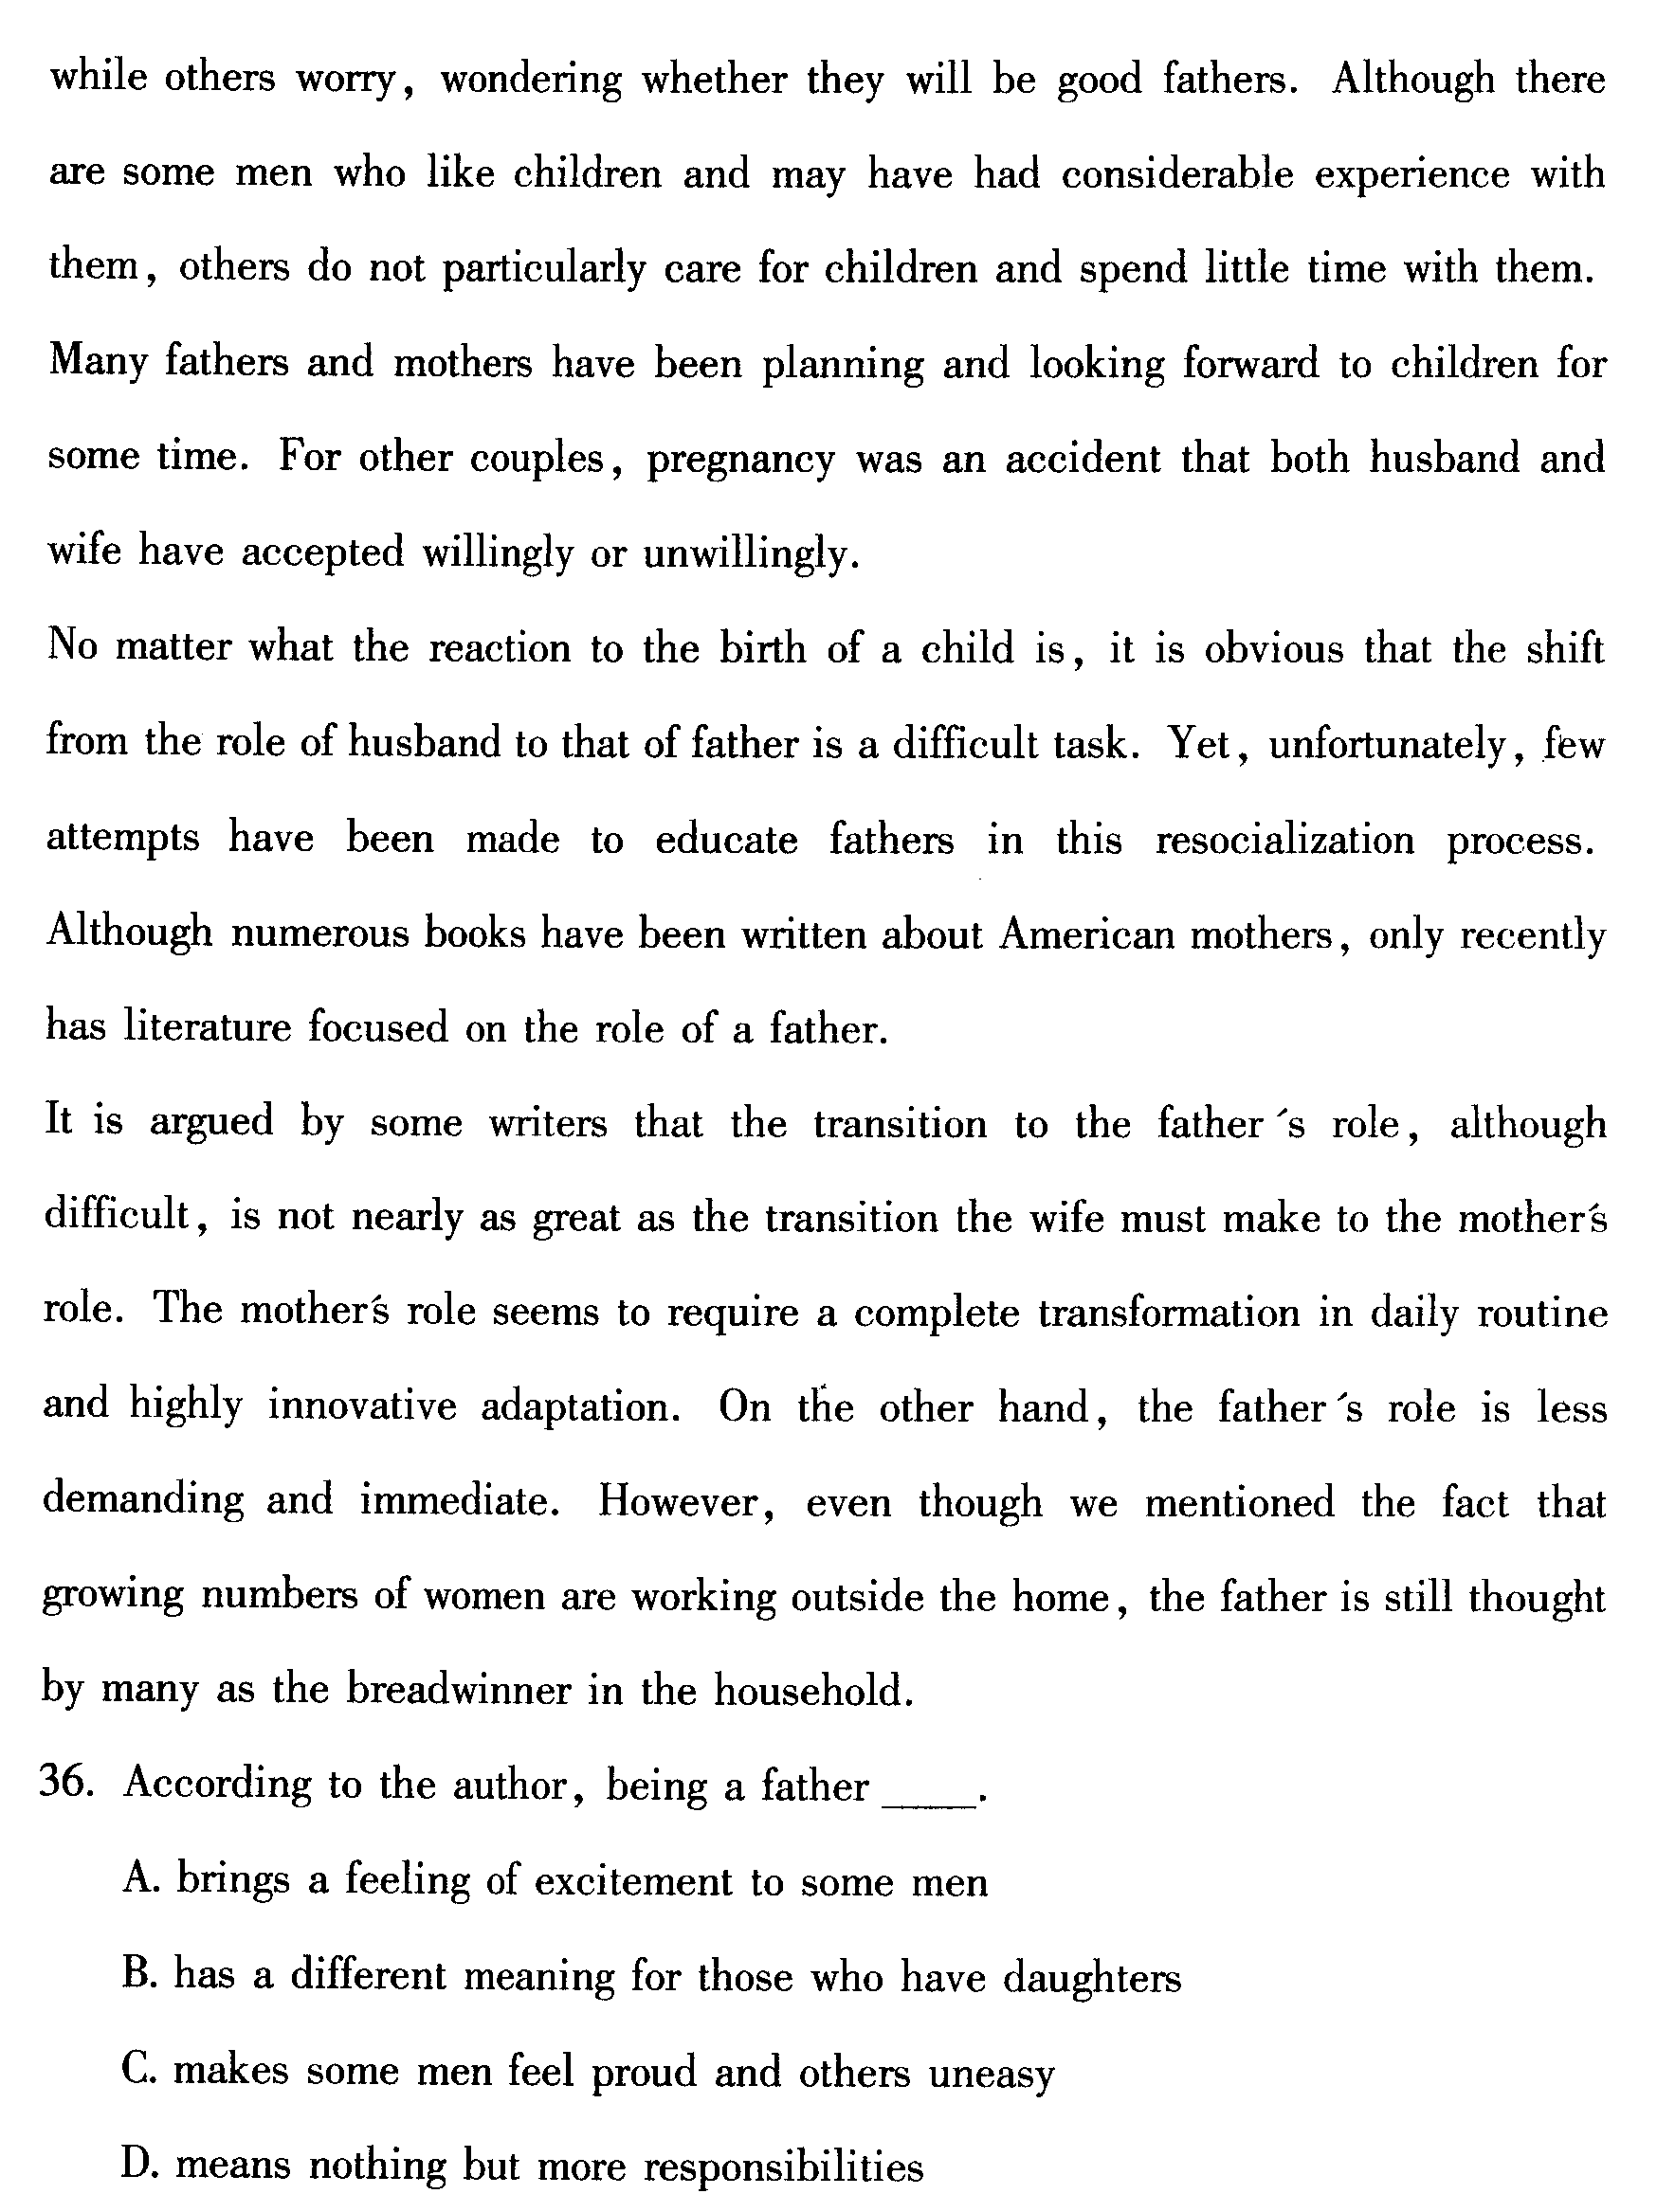 while others worry, wondering whether they will be good fathers. Although there
are some men who like children and may have had considerable experience with
them, others do not particularly care for children and spend little time with them.
Many fathers and mothers have been planning and looking forward to children for
some time. For other couples, pregnancy was an accident that both husband and
wife have accepted willingly or unwillingly.
No matter what the reaction to the birth of a child is, it is obvious that the shift
from the role of husband to that of father is a difficult task. Yet, unfortunately, few
attempts have been made to educate fathers in this resocialization process.
Although numerous books have been written about American mothers, only recently
has literature focused on the role of a father.
It is argued by some writers that the transition to the father's role, although
difficult, is not nearly as great as the transition the wife must make to the mother's
role. The mother's role seems to require a complete transformation in daily routine
and highly innovative adaptation. On the other hand, the father's role is less
demanding and immediate. However, even though we mentioned the fact that
growing numbers of women are working outside the home, the father is still thought
by many as the breadwinner in the household.
36. According to the author, being a father ____.
A. brings a feeling of excitement to some men
B. has a different meaning for those who have daughters
C. makes some men feel proud and others uneasy
D. means nothing but more responsibilities